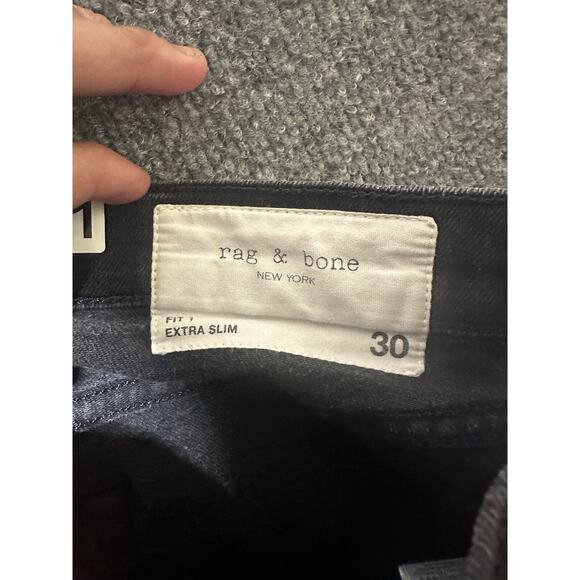 rag & bone
NEW YORK
FIT 1
EXTRA SLIM
30